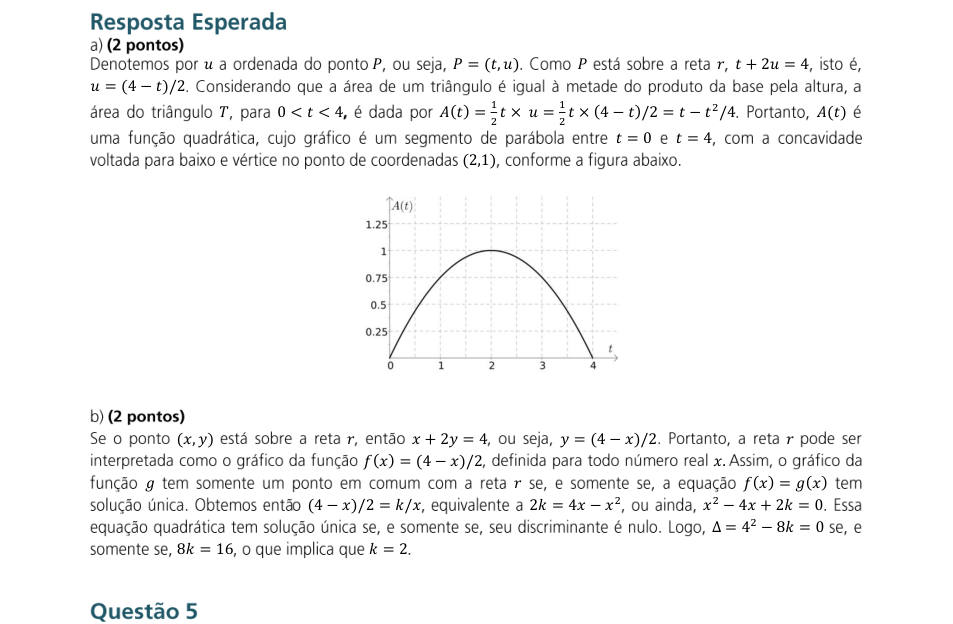 Resposta Esperada
a) (2 pontos)
Denotemos por u a ordenada do ponto P, ou seja, P = (t, u). Como P está sobre a reta r, t + 2u = 4, isto é,
u = (4 − t)/2. Considerando que a área de um triângulo é igual à metade do produto da base pela altura, a
área do triângulo T, para 0 < t < 4, é dada por A(t) = 1/2 t × u = 1/2 t × (4 − t)/2 = t − t²/4. Portanto, A(t) é
uma função quadrática, cujo gráfico é um segmento de parábola entre t = 0 e t = 4, com a concavidade
voltada para baixo e vértice no ponto de coordenadas (2,1), conforme a figura abaixo.
A(t)
1.25
1
0.75
0.5
0.25
t
0 1 2 3 4
b) (2 pontos)
Se o ponto (x, y) está sobre a reta r, então x + 2y = 4, ou seja, y = (4 − x)/2. Portanto, a reta r pode ser
interpretada como o gráfico da função f(x) = (4 − x)/2, definida para todo número real x. Assim, o gráfico da
função g tem somente um ponto em comum com a reta r se, e somente se, a equação f(x) = g(x) tem
solução única. Obtemos então (4 − x)/2 = k/x, equivalente a 2k = 4x − x², ou ainda, x² − 4x + 2k = 0. Essa
equação quadrática tem solução única se, e somente se, seu discriminante é nulo. Logo, Δ = 4² − 8k = 0 se, e
somente se, 8k = 16, o que implica que k = 2.
Questão 5